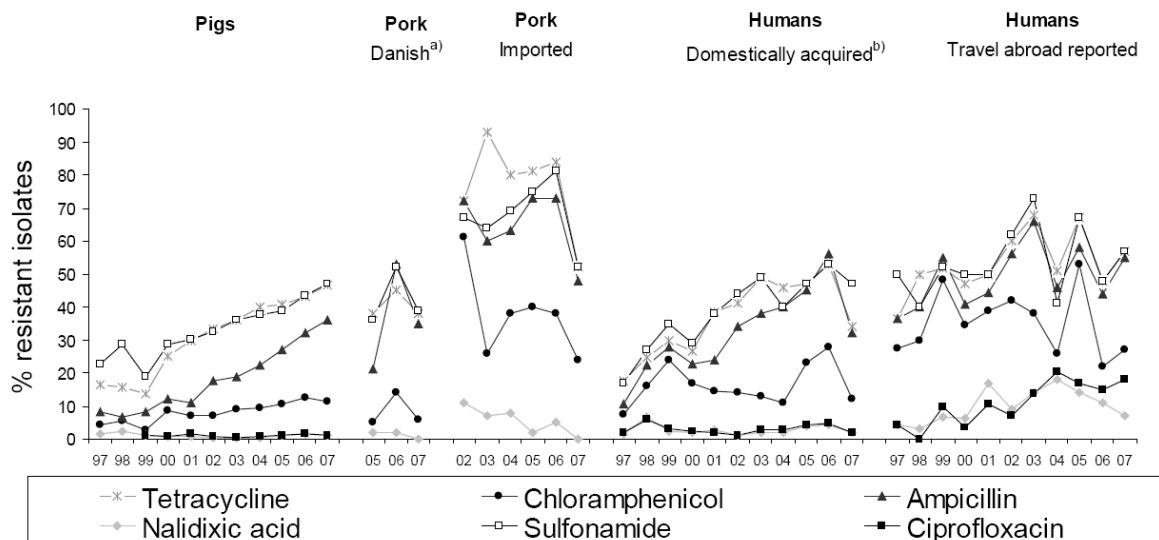 Pigs
Pork
Danish a)
Pork
Imported
Humans
Domestically acquired b)
Humans
Travel abroad reported
% resistant isolates
100
90
80
70
60
50
40
30
20
10
0
97 98 99 00 01 02 03 04 05 06 07
05 06 07
02 03 04 05 06 07
97 98 99 00 01 02 03 04 05 06 07
97 98 99 00 01 02 03 04 05 06 07
Tetracycline Chloramphenicol Ampicillin
Nalidixic acid Sulfonamide Ciprofloxacin